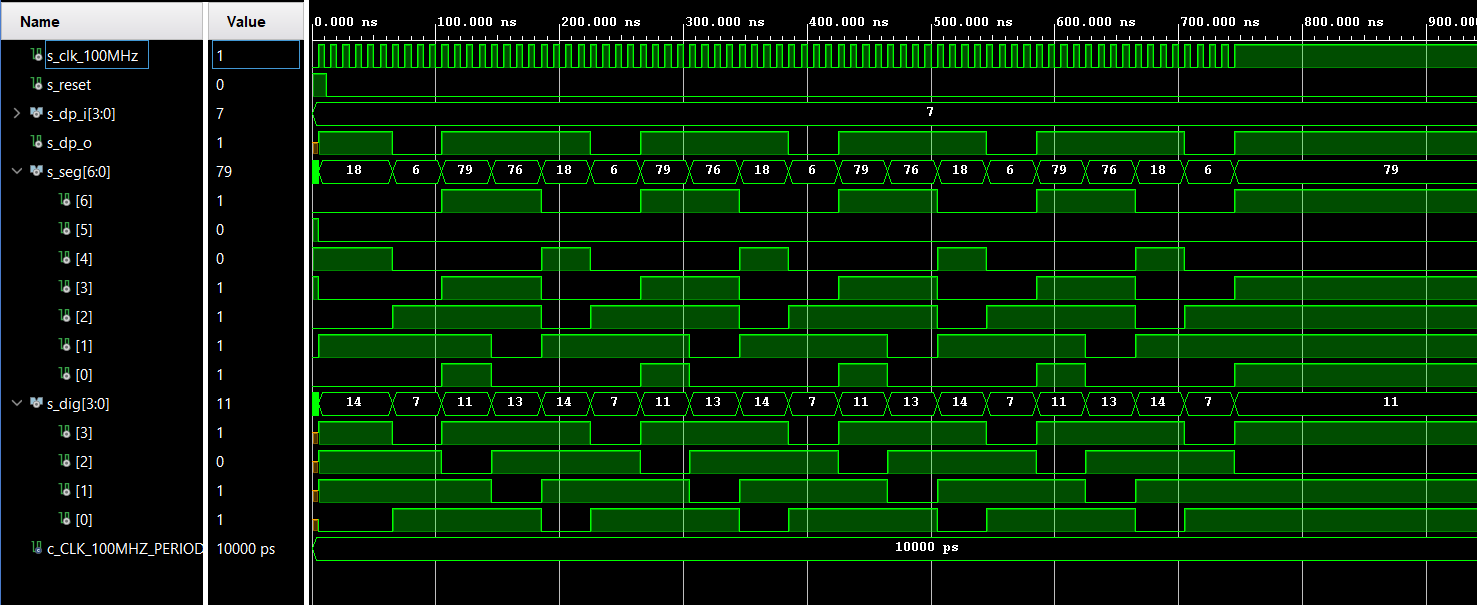 Name Value 0.000 ns 100.000 ns 200.000 ns 300.000 ns 400.000 ns 500.000 ns 600.000 ns 700.000 ns 800.000 ns 900.00
s_clk_100MHz 1
s_reset 0
s_dp_i[3:0] 7 7
s_dp_o 1
s_seg[6:0] 79 18 6 79 76 18 6 79 76 18 6 79 76 18 6 79 76 18 6 79
[6] 1
[5] 0
[4] 0
[3] 1
[2] 1
[1] 1
[0] 1
s_dig[3:0] 11 14 7 11 13 14 7 11 13 14 7 11 13 14 7 11 13 14 7 11
[3] 1
[2] 0
[1] 1
[0] 1
c_CLK_100MHZ_PERIOD 10000 ps 10000 ps